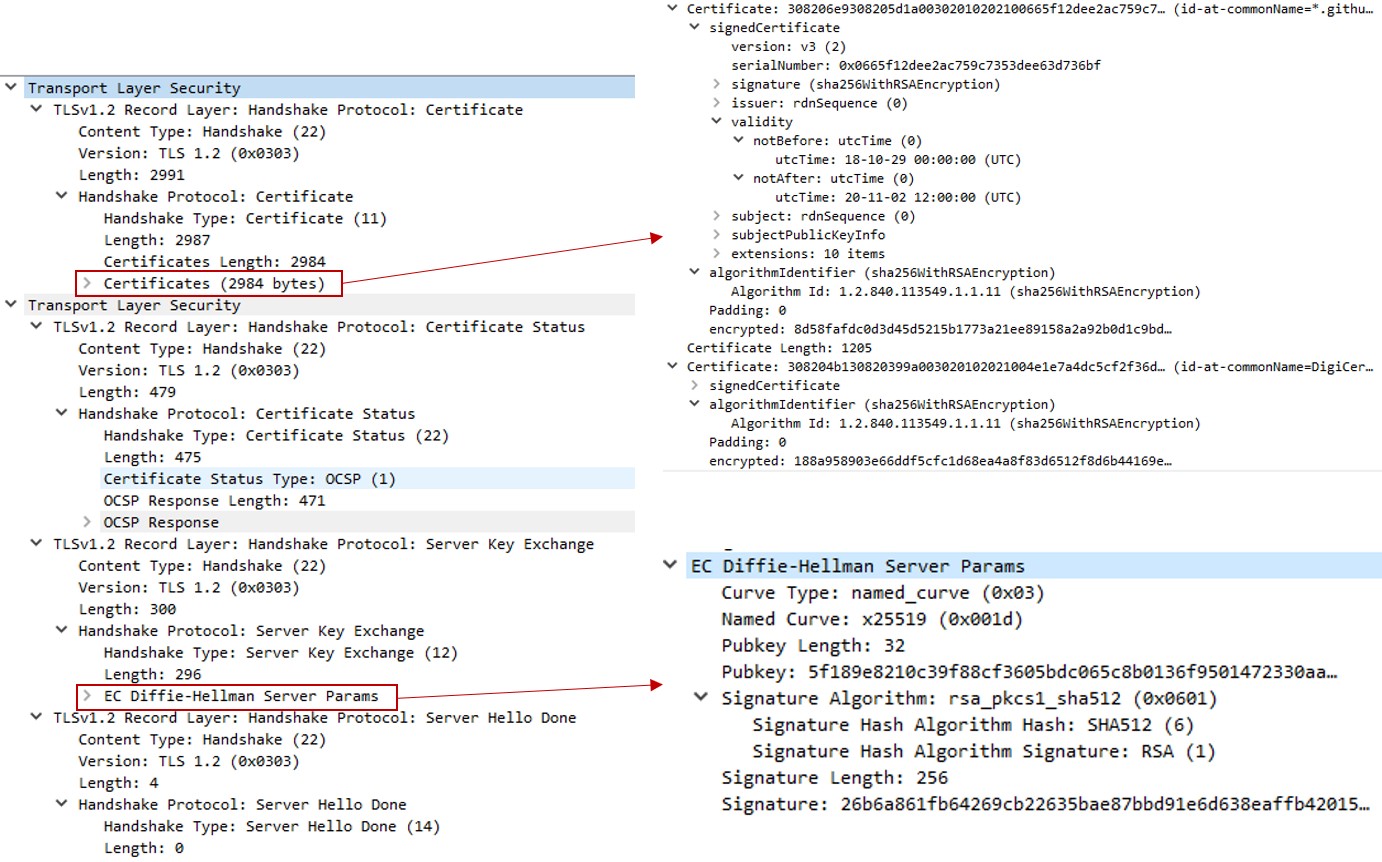 Transport Layer Security
TLSv1.2 Record Layer: Handshake Protocol: Certificate
Content Type: Handshake (22)
Version: TLS 1.2 (0x0303)
Length: 2991
Handshake Protocol: Certificate
Handshake Type: Certificate (11)
Length: 2987
Certificates Length: 2984
Certificates (2984 bytes)
Transport Layer Security
TLSv1.2 Record Layer: Handshake Protocol: Certificate Status
Content Type: Handshake (22)
Version: TLS 1.2 (0x0303)
Length: 479
Handshake Protocol: Certificate Status
Handshake Type: Certificate Status (22)
Length: 475
Certificate Status Type: OCSP (1)
OCSP Response Length: 471
OCSP Response
TLSv1.2 Record Layer: Handshake Protocol: Server Key Exchange
Content Type: Handshake (22)
Version: TLS 1.2 (0x0303)
Length: 300
Handshake Protocol: Server Key Exchange
Handshake Type: Server Key Exchange (12)
Length: 296
EC Diffie-Hellman Server Params
TLSv1.2 Record Layer: Handshake Protocol: Server Hello Done
Content Type: Handshake (22)
Version: TLS 1.2 (0x0303)
Length: 4
Handshake Protocol: Server Hello Done
Handshake Type: Server Hello Done (14)
Length: 0
Certificate: 308206e9308205d1a00302010202100665f12dee2ac759c7… (id-at-commonName=*.githu…
signedCertificate
version: v3 (2)
serialNumber: 0x0665f12dee2ac759c7353dee63d736bf
signature (sha256WithRSAEncryption)
issuer: rdnSequence (0)
validity
notBefore: utcTime (0)
utcTime: 18-10-29 00:00:00 (UTC)
notAfter: utcTime (0)
utcTime: 20-11-02 12:00:00 (UTC)
subject: rdnSequence (0)
subjectPublicKeyInfo
extensions: 10 items
algorithmIdentifier (sha256WithRSAEncryption)
Algorithm Id: 1.2.840.113549.1.1.11 (sha256WithRSAEncryption)
Padding: 0
encrypted: 8d58fafdc0d3d45d5215b1773a21ee89158a2a92b0d1c9bd…
Certificate Length: 1205
Certificate: 308204b130820399a003020102021004e1e7a4dc5cf2f36d… (id-at-commonName=DigiCer…
signedCertificate
algorithmIdentifier (sha256WithRSAEncryption)
Algorithm Id: 1.2.840.113549.1.1.11 (sha256WithRSAEncryption)
Padding: 0
encrypted: 188a958903e66ddf5cfc1d68ea4a8f83d6512f8d6b44169e…
EC Diffie-Hellman Server Params
Curve Type: named_curve (0x03)
Named Curve: x25519 (0x001d)
Pubkey Length: 32
Pubkey: 5f189e8210c39f88cf3605bdc065c8b0136f9501472330aa…
Signature Algorithm: rsa_pkcs1_sha512 (0x0601)
Signature Hash Algorithm Hash: SHA512 (6)
Signature Hash Algorithm Signature: RSA (1)
Signature Length: 256
Signature: 26b6a861fb64269cb22635bae87bbd91e6d638eaffb42015…